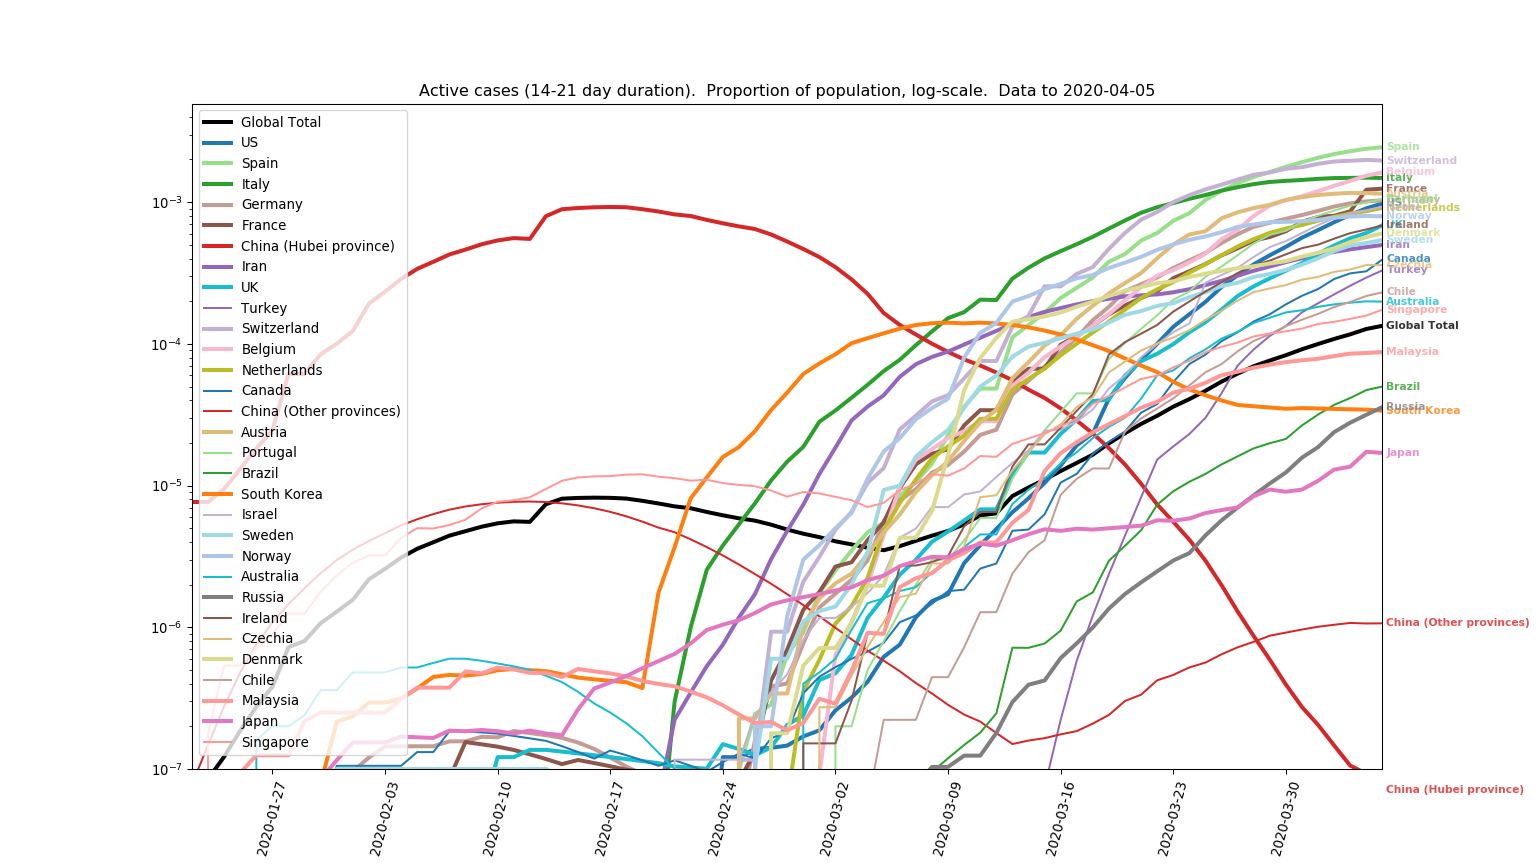 Active cases (14-21 day duration).  Proportion of population, log-scale.  Data to 2020-04-05
Global Total
US
Spain
Italy
Germany
France
China (Hubei province)
Iran
UK
Turkey
Switzerland
Belgium
Netherlands
Canada
China (Other provinces)
Austria
Portugal
Brazil
South Korea
Israel
Sweden
Norway
Australia
Russia
Ireland
Czechia
Denmark
Chile
Malaysia
Japan
Singapore
10⁻³
10⁻⁴
10⁻⁵
10⁻⁶
10⁻⁷
2020-01-27
2020-02-03
2020-02-10
2020-02-17
2020-02-24
2020-03-02
2020-03-09
2020-03-16
2020-03-23
2020-03-30
Spain
Switzerland
Belgium
Italy
France
Netherlands
Norway
Ireland
Denmark
Sweden
Iran
Canada
Czechia
Turkey
Chile
Australia
Singapore
Global Total
Malaysia
Brazil
Russia
South Korea
Japan
China (Other provinces)
China (Hubei province)